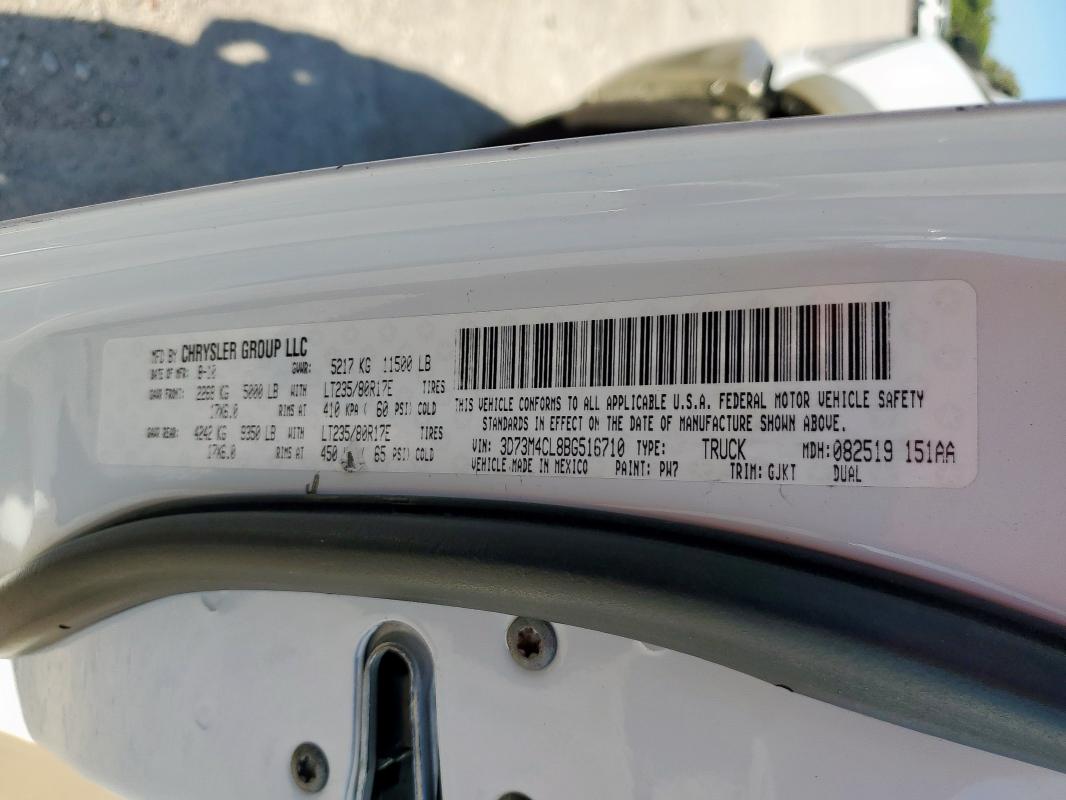 MFD BY CHRYSLER GROUP LLC
DATE OF MFR: 8-10 GVWR: 5217 KG 11500 LB
GAWR FRONT: 2268 KG 5000 LB WITH LT235/80R17E TIRES
17X6.0 RIMS AT 410 KPA( 60 PSI) COLD
GAWR REAR: 4242 KG 9350 LB WITH LT235/80R17E TIRES
17X6.0 RIMS AT 450 ( 65 PSI) COLD
THIS VEHICLE CONFORMS TO ALL APPLICABLE U.S.A. FEDERAL MOTOR VEHICLE SAFETY
STANDARDS IN EFFECT ON THE DATE OF MANUFACTURE SHOWN ABOVE.
VIN: 3D73M4CL8BG516710 TYPE: TRUCK MDH: 082519 151AA
VEHICLE MADE IN MEXICO PAINT: PW7 TRIM: GJKT DUAL